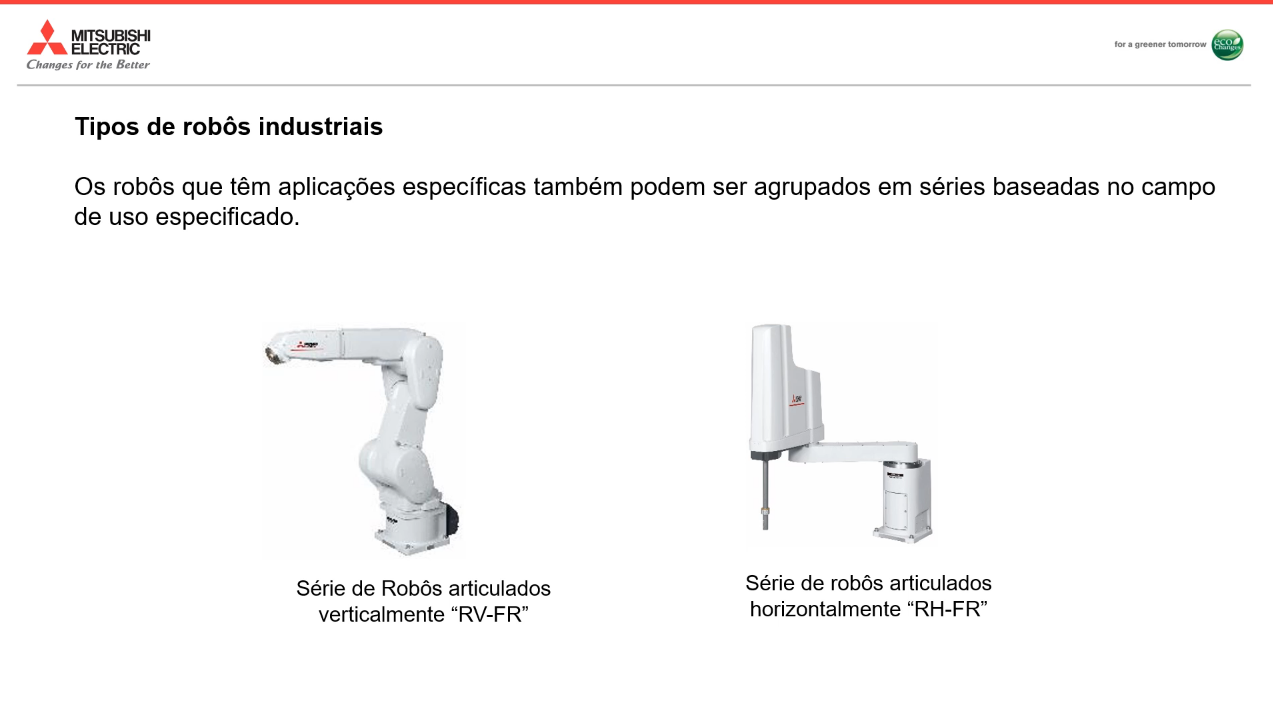 MITSUBISHI
ELECTRIC
Changes for the Better
for a greener tomorrow
eco
Changes
Tipos de robôs industriais
Os robôs que têm aplicações específicas também podem ser agrupados em séries baseadas no campo
de uso especificado.
Série de Robôs articulados
verticalmente “RV-FR”
Série de robôs articulados
horizontalmente “RH-FR”